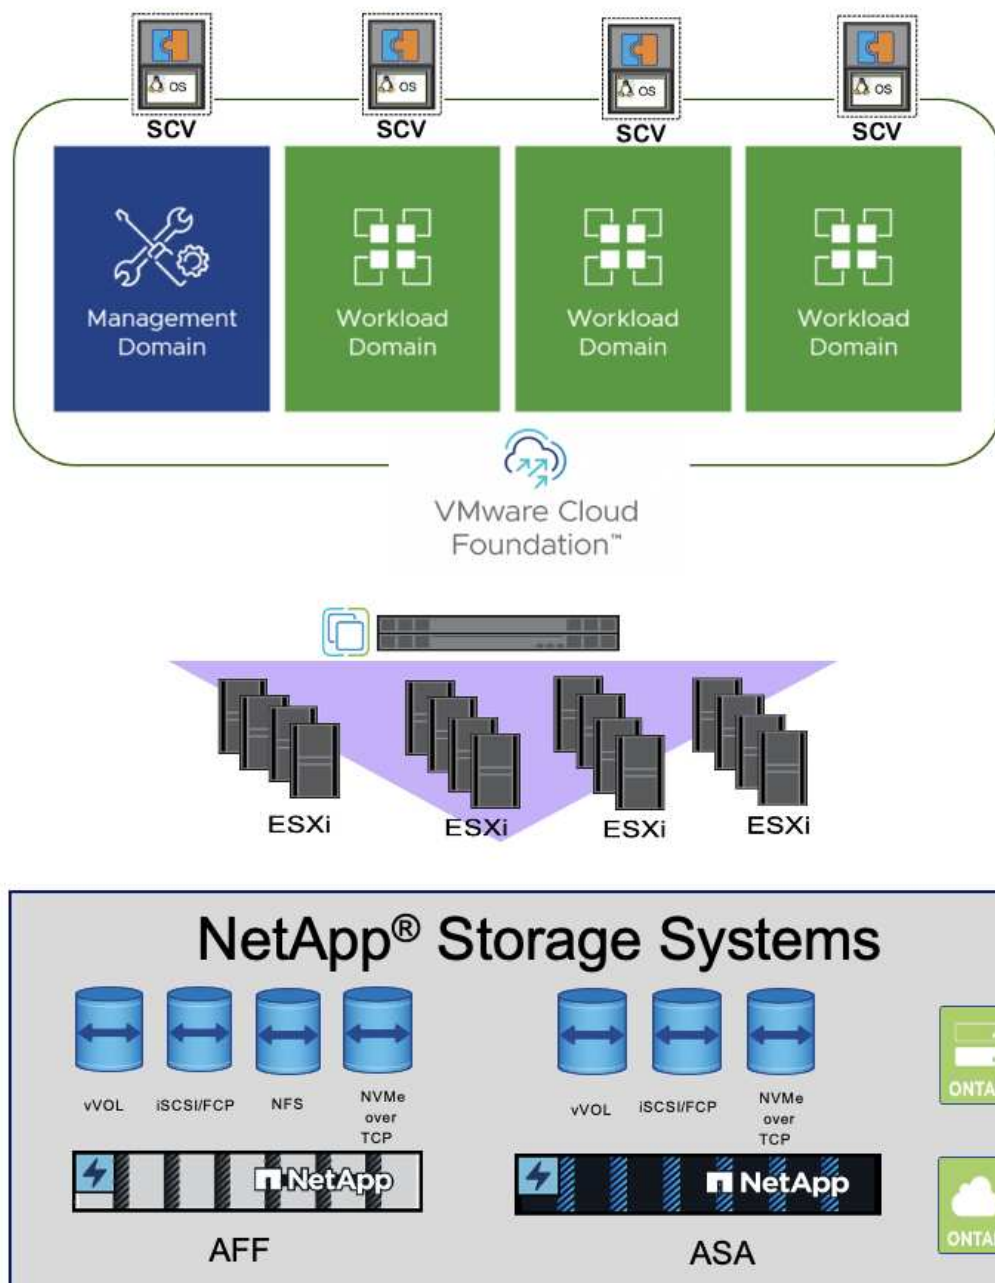 OS
OS
OS
OS
SCV
SCV
SCV
SCV
Management
Domain
Workload
Domain
Workload
Domain
Workload
Domain
VMware Cloud
Foundation™
ESXi
ESXi
ESXi
ESXi
NetApp® Storage Systems
vVOL
iSCSI/FCP
NFS
NVMe
over
TCP
vVOL
iSCSI/FCP
NVMe
over
TCP
NetApp
NetApp
AFF
ASA